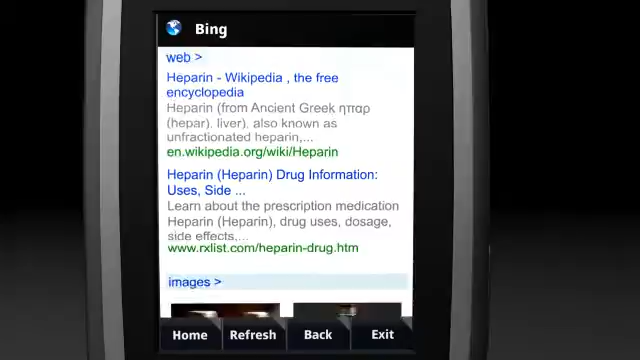 Bing
web >
Heparin - Wikipedia , the free
encyclopedia
Heparin (from Ancient Greek ηπαρ
(hepar), liver), also known as
unfractionated heparin,...
en.wikipedia.org/wiki/Heparin
Heparin (Heparin) Drug Information:
Uses, Side ...
Learn about the prescription medication
Heparin (Heparin), drug uses, dosage,
side effects,...
www.rxlist.com/heparin-drug.htm
images >
Home Refresh Back Exit